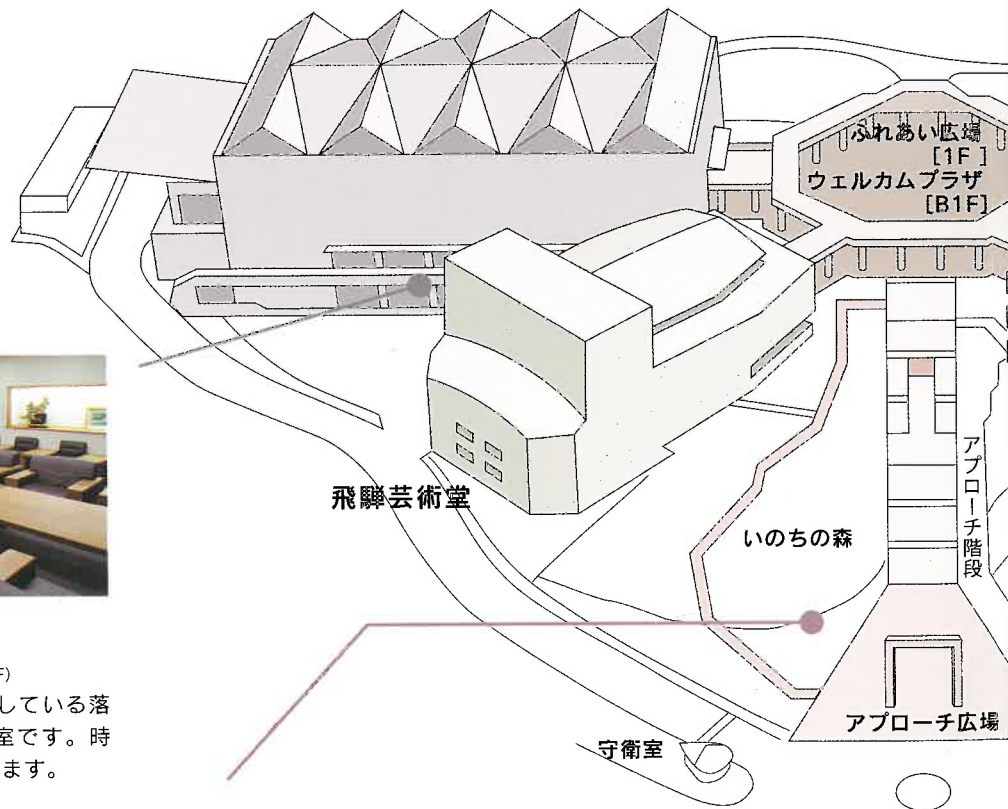 ふれあい広場
[1F]
ウェルカムプラザ
[B1F]
飛騨芸術堂
いのちの森
アプローチ階段
アプローチ広場
守衛室
F)
している落
室です。時
ます。